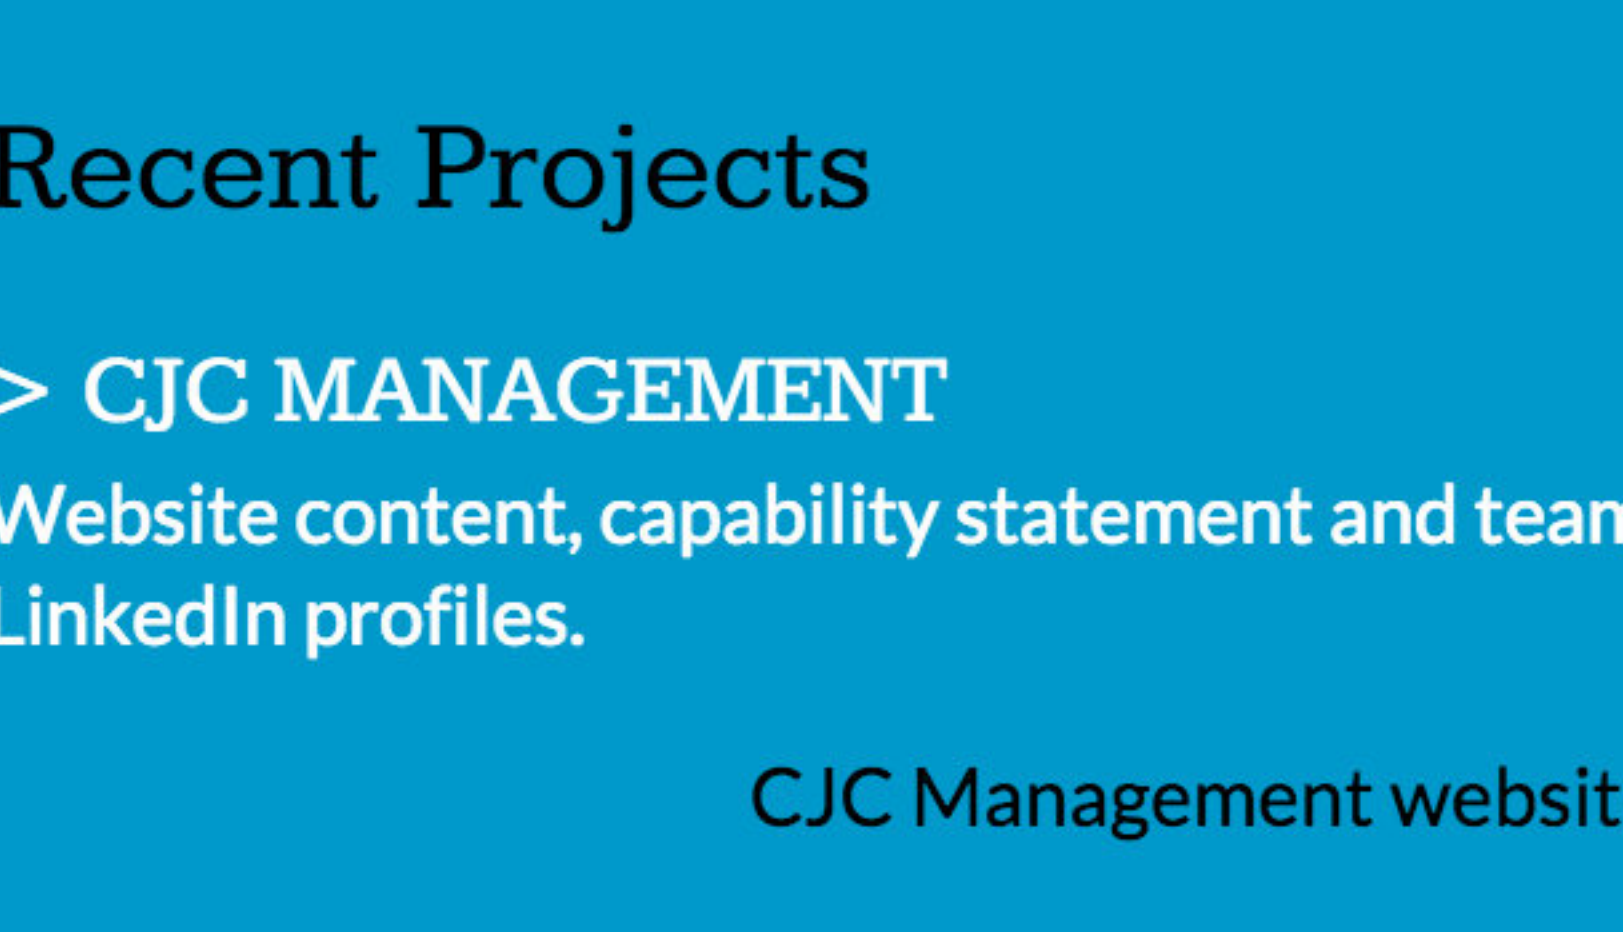 Recent Projects
> CJC MANAGEMENT
Website content, capability statement and team
LinkedIn profiles.
CJC Management websit